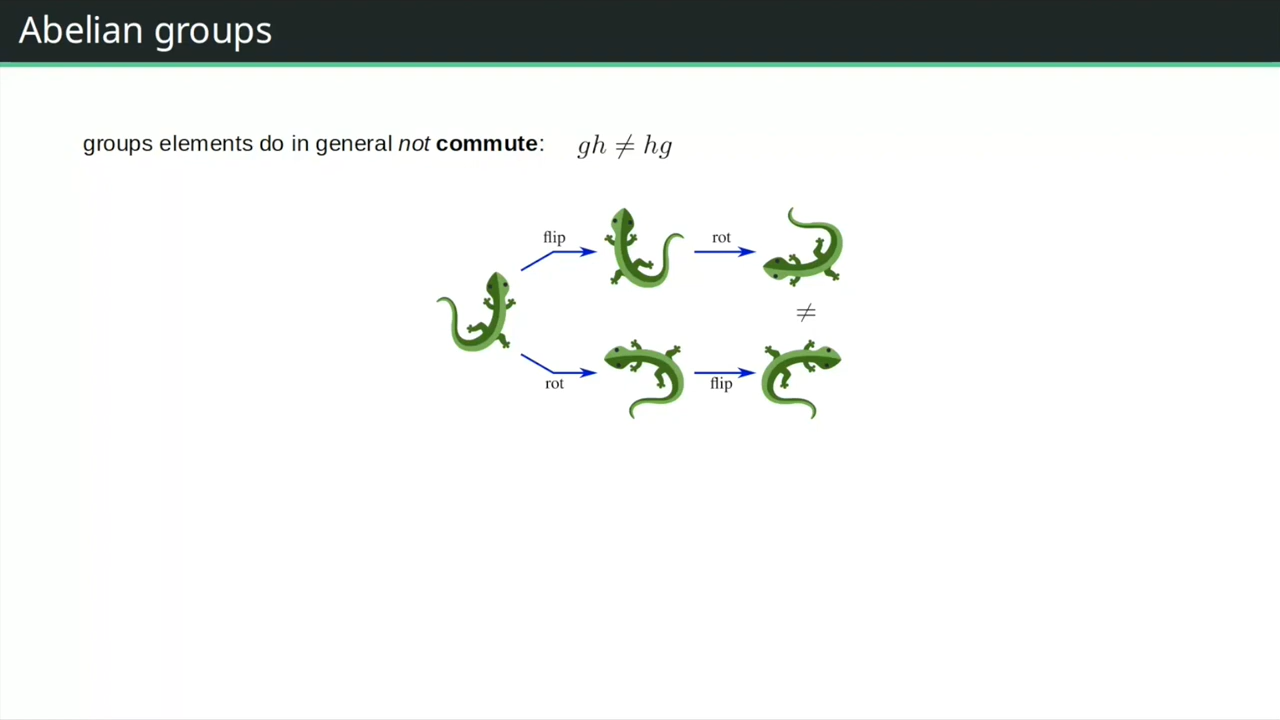 Abelian groups
groups elements do in general not commute: gh ≠ hg
flip
rot
≠
rot
flip